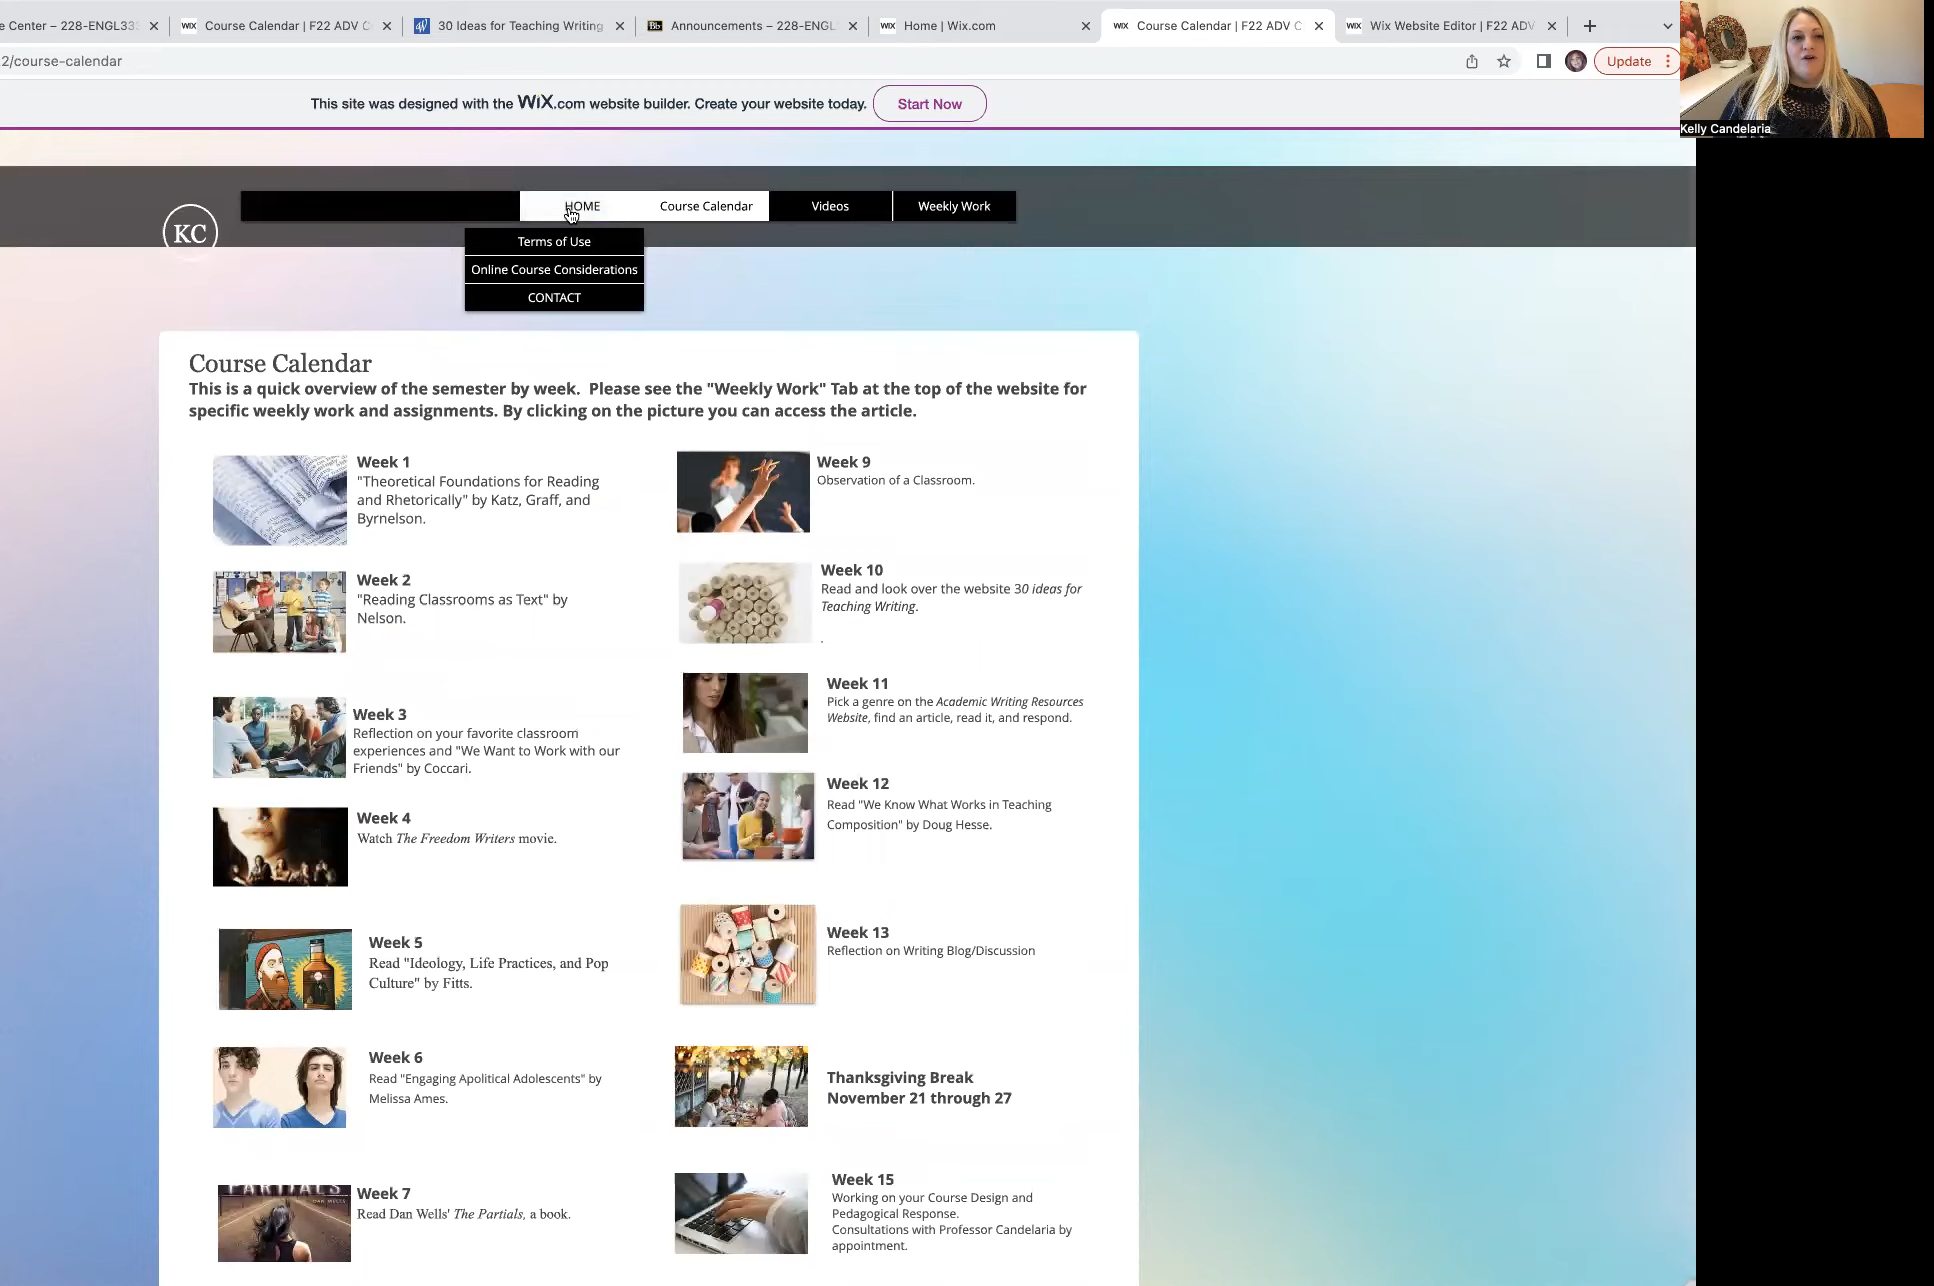 e Center – 228-ENGL33
Course Calendar | F22 ADV C
30 Ideas for Teaching Writing
Announcements – 228-ENGL
Home | Wix.com
Course Calendar | F22 ADV C
Wix Website Editor | F22 ADV
2/course-calendar
Update
This site was designed with the WiX.com website builder. Create your website today.
Start Now
Kelly Candelaria
KC
HOME
Course Calendar
Videos
Weekly Work
Terms of Use
Online Course Considerations
CONTACT
Course Calendar
This is a quick overview of the semester by week. Please see the "Weekly Work" Tab at the top of the website for
specific weekly work and assignments. By clicking on the picture you can access the article.
Week 1
"Theoretical Foundations for Reading
and Rhetorically" by Katz, Graff, and
Byrnelson.
Week 2
"Reading Classrooms as Text" by
Nelson.
Week 3
Reflection on your favorite classroom
experiences and "We Want to Work with our
Friends" by Coccari.
Week 4
Watch The Freedom Writers movie.
Week 5
Read "Ideology, Life Practices, and Pop
Culture" by Fitts.
Week 6
Read "Engaging Apolitical Adolescents" by
Melissa Ames.
Week 7
Read Dan Wells' The Partials, a book.
PARTIALS
DAN WELLS
Week 9
Observation of a Classroom.
Week 10
Read and look over the website 30 ideas for
Teaching Writing.
.
Week 11
Pick a genre on the Academic Writing Resources
Website, find an article, read it, and respond.
Week 12
Read "We Know What Works in Teaching
Composition" by Doug Hesse.
Week 13
Reflection on Writing Blog/Discussion
Thanksgiving Break
November 21 through 27
Week 15
Working on your Course Design and
Pedagogical Response.
Consultations with Professor Candelaria by
appointment.